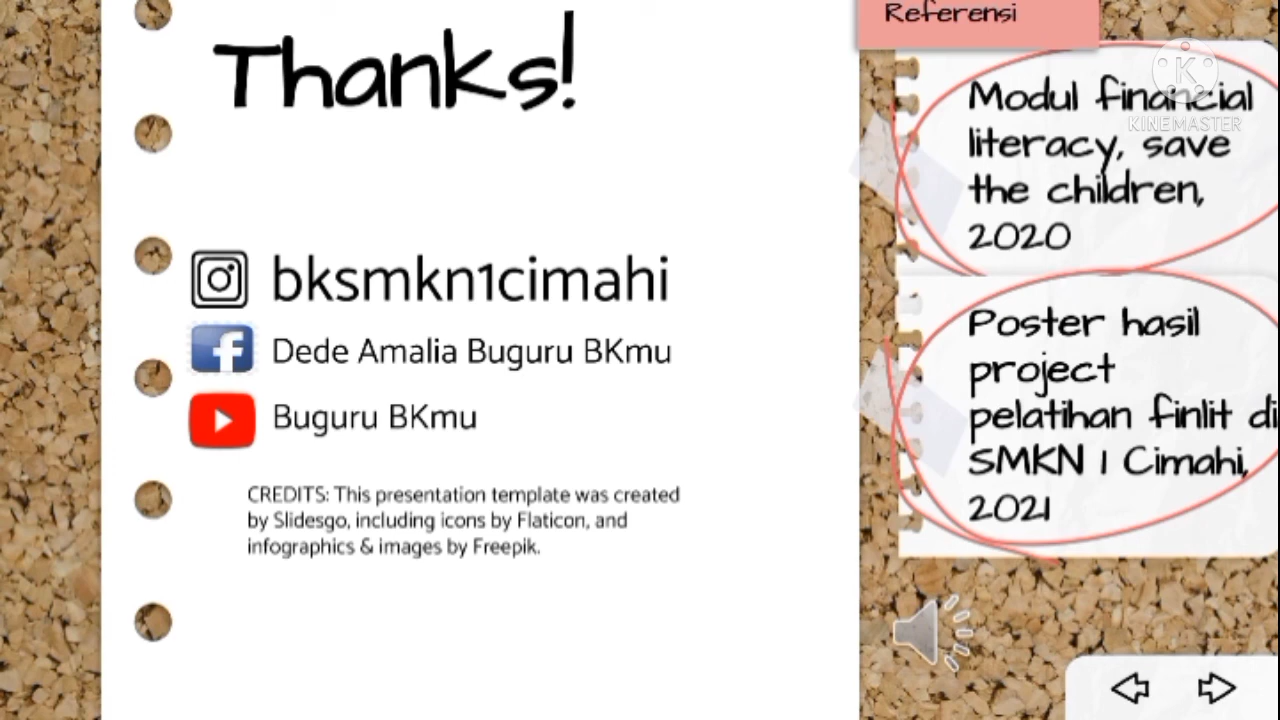 Thanks!
bksmkn1cimahi
Dede Amalia Buguru BKmu
Buguru BKmu
CREDITS: This presentation template was created
by Slidesgo, including icons by Flaticon, and
infographics & images by Freepik.
Referensi
Modul financial
literacy, save
the children,
2020
Poster hasil
project
pelatihan finlit di
SMKN 1 Cimahi,
2021
K
KINEMASTER